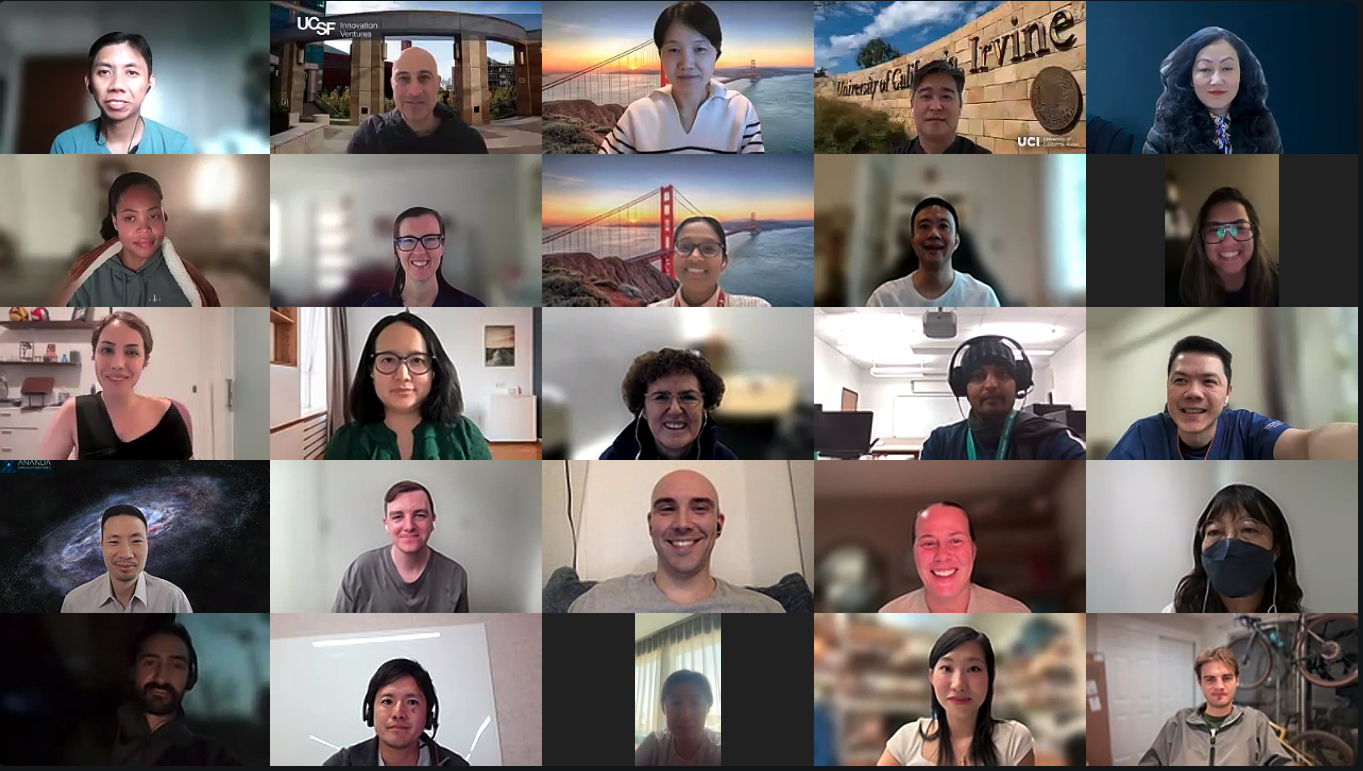 UCSF Innovation
Ventures
University of California Irvine
UCI
ANANDA